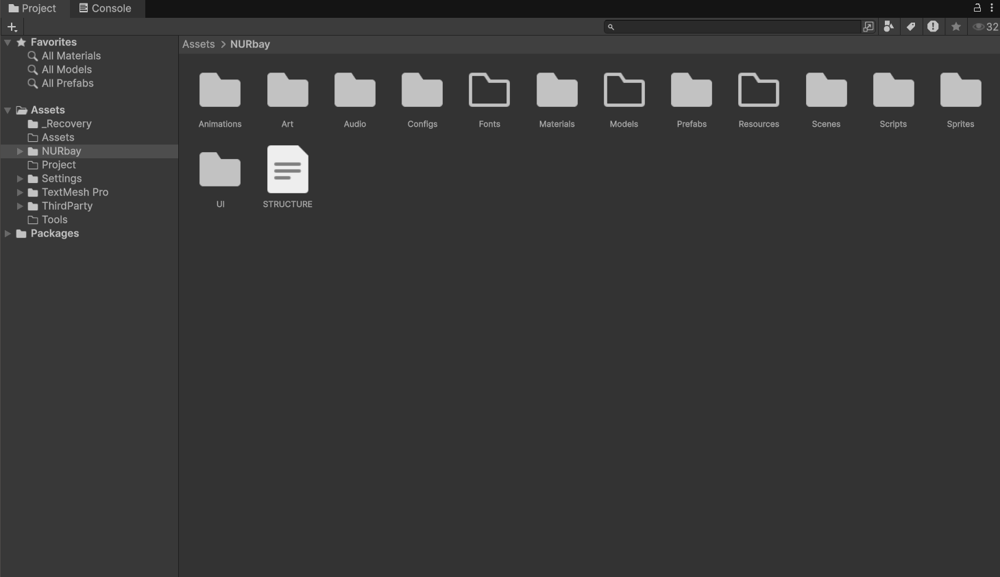 Project
Console
32
Favorites
All Materials
All Models
All Prefabs
Assets
_Recovery
Assets
NURbay
Project
Settings
TextMesh Pro
ThirdParty
Tools
Packages
Assets > NURbay
Animations
Art
Audio
Configs
Fonts
Materials
Models
Prefabs
Resources
Scenes
Scripts
Sprites
UI
STRUCTURE